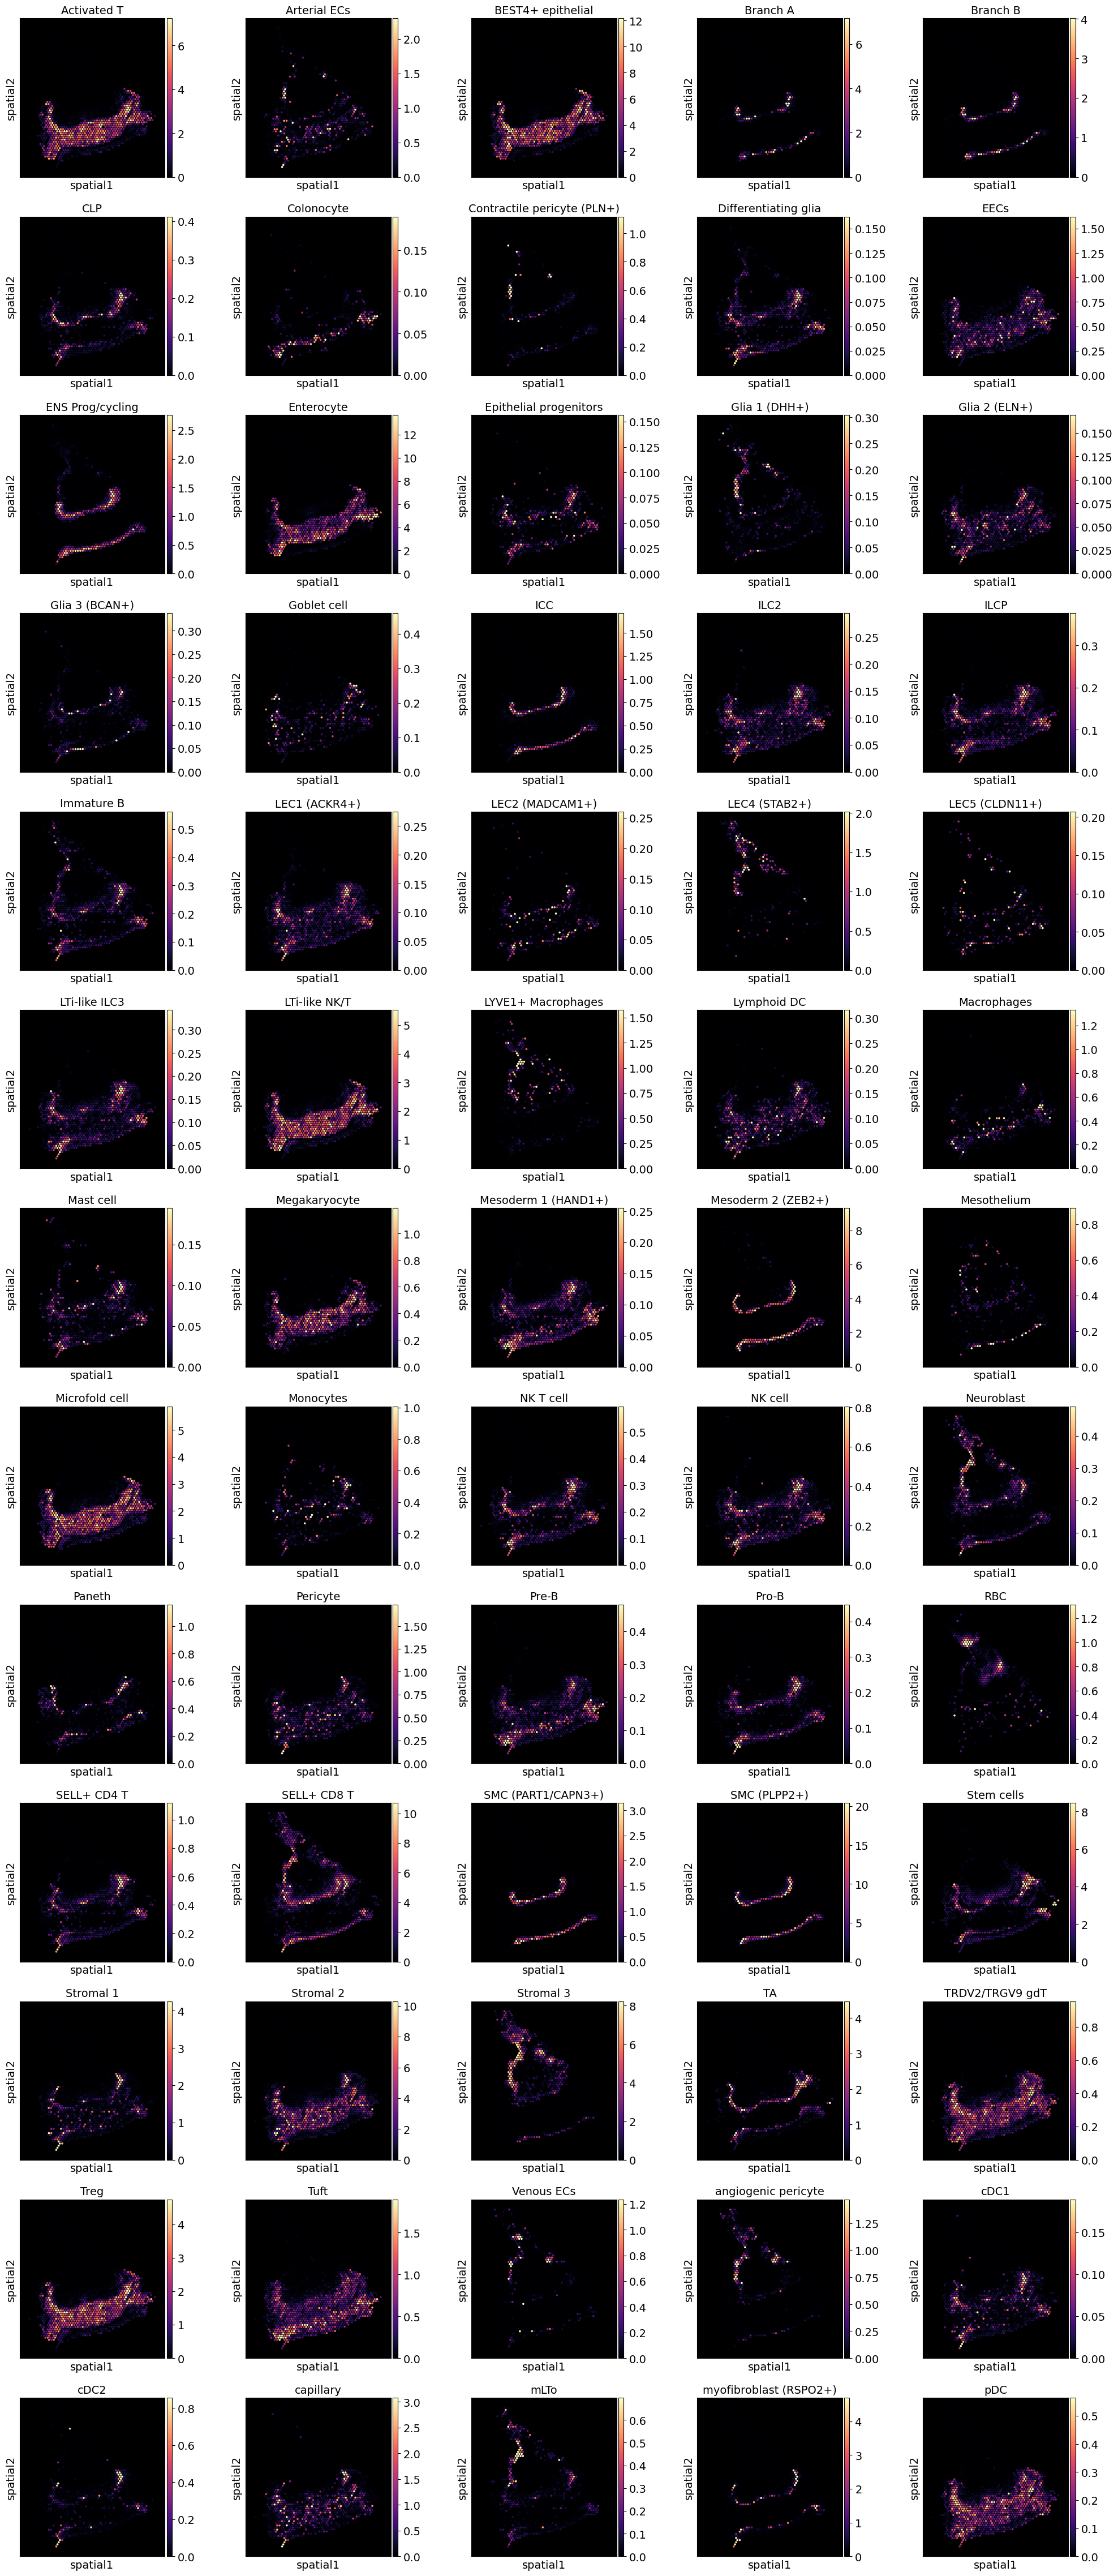 Activated T Arterial ECs BEST4+ epithelial Branch A Branch B
spatial2 spatial2 spatial2 spatial2 spatial2
6 4 2 0
2.0 1.5 1.0 0.5 0.0
12 10 8 6 4 2 0
6 4 2 0
4 3 2 1 0
spatial1 spatial1 spatial1 spatial1 spatial1
CLP Colonocyte Contractile pericyte (PLN+) Differentiating glia EECs
spatial2 spatial2 spatial2 spatial2 spatial2
0.4 0.3 0.2 0.1 0.0
0.15 0.10 0.05 0.00
1.0 0.8 0.6 0.4 0.2 0.0
0.150 0.125 0.100 0.075 0.050 0.025 0.000
1.50 1.25 1.00 0.75 0.50 0.25 0.00
spatial1 spatial1 spatial1 spatial1 spatial1
ENS Prog/cycling Enterocyte Epithelial progenitors Glia 1 (DHH+) Glia 2 (ELN+)
spatial2 spatial2 spatial2 spatial2 spatial2
2.5 2.0 1.5 1.0 0.5 0.0
12 10 8 6 4 2 0
0.150 0.125 0.100 0.075 0.050 0.025 0.000
0.30 0.25 0.20 0.15 0.10 0.05 0.00
0.150 0.125 0.100 0.075 0.050 0.025 0.000
spatial1 spatial1 spatial1 spatial1 spatial1
Glia 3 (BCAN+) Goblet cell ICC ILC2 ILCP
spatial2 spatial2 spatial2 spatial2 spatial2
0.30 0.25 0.20 0.15 0.10 0.05 0.00
0.4 0.3 0.2 0.1 0.0
1.50 1.25 1.00 0.75 0.50 0.25 0.00
0.25 0.20 0.15 0.10 0.05 0.00
0.3 0.2 0.1 0.0
spatial1 spatial1 spatial1 spatial1 spatial1
Immature B LEC1 (ACKR4+) LEC2 (MADCAM1+) LEC4 (STAB2+) LEC5 (CLDN11+)
spatial2 spatial2 spatial2 spatial2 spatial2
0.5 0.4 0.3 0.2 0.1 0.0
0.25 0.20 0.15 0.10 0.05 0.00
0.25 0.20 0.15 0.10 0.05 0.00
2.0 1.5 1.0 0.5 0.0
0.20 0.15 0.10 0.05 0.00
spatial1 spatial1 spatial1 spatial1 spatial1
LTi-like ILC3 LTi-like NK/T LYVE1+ Macrophages Lymphoid DC Macrophages
spatial2 spatial2 spatial2 spatial2 spatial2
0.30 0.25 0.20 0.15 0.10 0.05 0.00
5 4 3 2 1 0
1.50 1.25 1.00 0.75 0.50 0.25 0.00
0.30 0.25 0.20 0.15 0.10 0.05 0.00
1.2 1.0 0.8 0.6 0.4 0.2 0.0
spatial1 spatial1 spatial1 spatial1 spatial1
Mast cell Megakaryocyte Mesoderm 1 (HAND1+) Mesoderm 2 (ZEB2+) Mesothelium
spatial2 spatial2 spatial2 spatial2 spatial2
0.15 0.10 0.05 0.00
1.0 0.8 0.6 0.4 0.2 0.0
0.25 0.20 0.15 0.10 0.05 0.00
8 6 4 2 0
0.8 0.6 0.4 0.2 0.0
spatial1 spatial1 spatial1 spatial1 spatial1
Microfold cell Monocytes NK T cell NK cell Neuroblast
spatial2 spatial2 spatial2 spatial2 spatial2
5 4 3 2 1 0
1.0 0.8 0.6 0.4 0.2 0.0
0.5 0.4 0.3 0.2 0.1 0.0
0.8 0.6 0.4 0.2 0.0
0.4 0.3 0.2 0.1 0.0
spatial1 spatial1 spatial1 spatial1 spatial1
Paneth Pericyte Pre-B Pro-B RBC
spatial2 spatial2 spatial2 spatial2 spatial2
1.0 0.8 0.6 0.4 0.2 0.0
1.50 1.25 1.00 0.75 0.50 0.25 0.00
0.4 0.3 0.2 0.1 0.0
0.4 0.3 0.2 0.1 0.0
1.2 1.0 0.8 0.6 0.4 0.2 0.0
spatial1 spatial1 spatial1 spatial1 spatial1
SELL+ CD4 T SELL+ CD8 T SMC (PART1/CAPN3+) SMC (PLPP2+) Stem cells
spatial2 spatial2 spatial2 spatial2 spatial2
1.0 0.8 0.6 0.4 0.2 0.0
10 8 6 4 2 0
3.0 2.5 2.0 1.5 1.0 0.5 0.0
20 15 10 5 0
8 6 4 2 0
spatial1 spatial1 spatial1 spatial1 spatial1
Stromal 1 Stromal 2 Stromal 3 TA TRDV2/TRGV9 gdT
spatial2 spatial2 spatial2 spatial2 spatial2
4 3 2 1 0
10 8 6 4 2 0
8 6 4 2 0
4 3 2 1 0
0.8 0.6 0.4 0.2 0.0
spatial1 spatial1 spatial1 spatial1 spatial1
Treg Tuft Venous ECs angiogenic pericyte cDC1
spatial2 spatial2 spatial2 spatial2 spatial2
4 3 2 1 0
1.5 1.0 0.5 0.0
1.2 1.0 0.8 0.6 0.4 0.2 0.0
1.25 1.00 0.75 0.50 0.25 0.00
0.15 0.10 0.05 0.00
spatial1 spatial1 spatial1 spatial1 spatial1
cDC2 capillary mLTo myofibroblast (RSPO2+) pDC
spatial2 spatial2 spatial2 spatial2 spatial2
0.8 0.6 0.4 0.2 0.0
3.0 2.5 2.0 1.5 1.0 0.5 0.0
0.6 0.5 0.4 0.3 0.2 0.1 0.0
4 3 2 1 0
0.5 0.4 0.3 0.2 0.1 0.0
spatial1 spatial1 spatial1 spatial1 spatial1